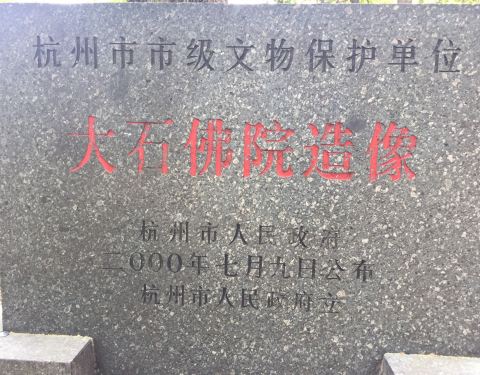 杭州市市级文物保护单位
大石佛院造像
杭州市人民政府
二000年七月九日公布
杭州市人民政府立